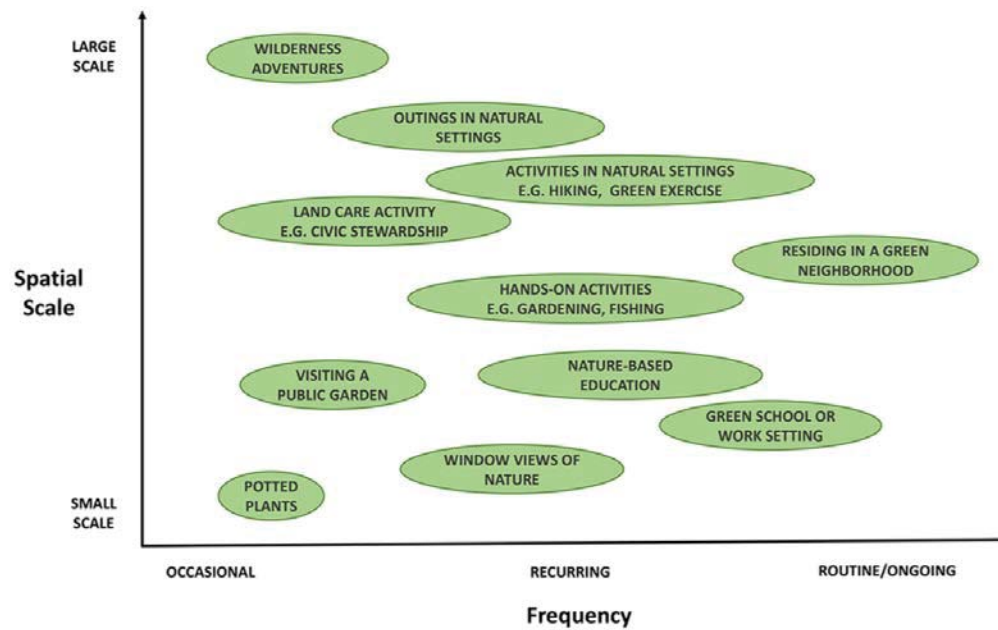 LARGE
SCALE
WILDERNESS
ADVENTURES
OUTINGS IN NATURAL
SETTINGS
ACTIVITIES IN NATURAL SETTINGS
E.G. HIKING, GREEN EXERCISE
LAND CARE ACTIVITY
E.G. CIVIC STEWARDSHIP
RESIDING IN A GREEN
NEIGHBORHOOD
Spatial
Scale
HANDS-ON ACTIVITIES
E.G. GARDENING, FISHING
NATURE-BASED
EDUCATION
VISITING A
PUBLIC GARDEN
GREEN SCHOOL OR
WORK SETTING
WINDOW VIEWS OF
NATURE
POTTED
PLANTS
SMALL
SCALE
OCCASIONAL
RECURRING
ROUTINE/ONGOING
Frequency